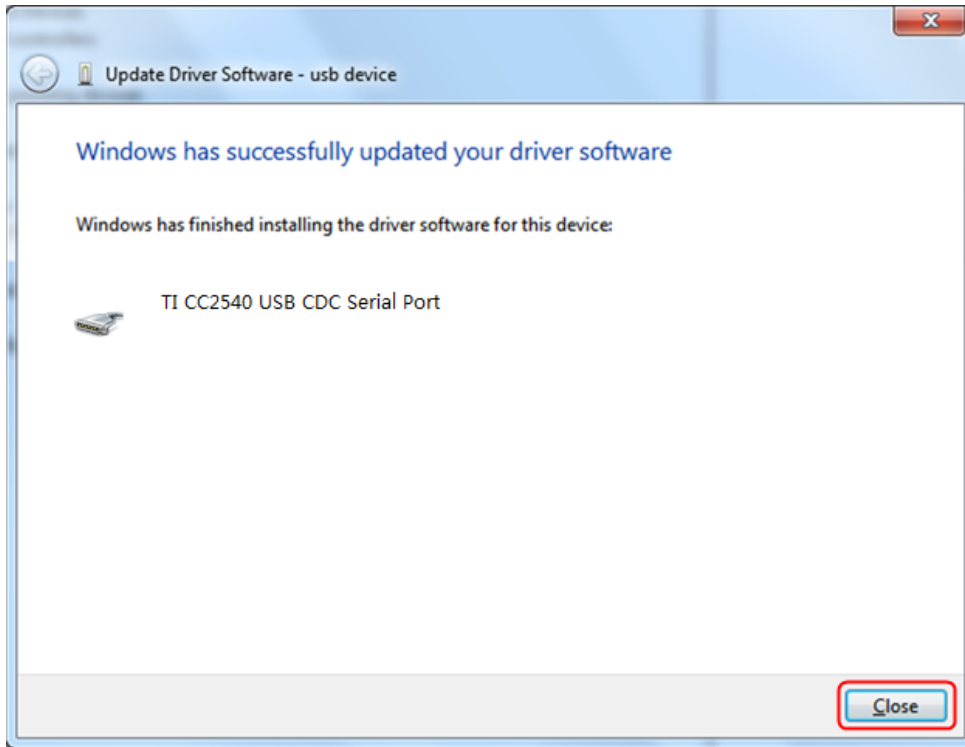 Update Driver Software - usb device
Windows has successfully updated your driver software
Windows has finished installing the driver software for this device:
TI CC2540 USB CDC Serial Port
Close